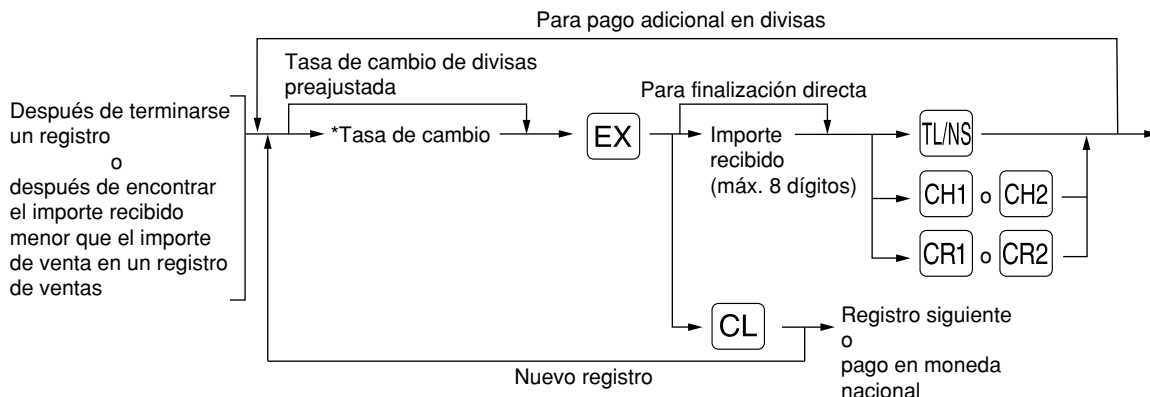 Para pago adicional en divisas
Tasa de cambio de divisas
preajustada
Para finalización directa
Después de terminarse
un registro
o
después de encontrar
el importe recibido
menor que el importe
de venta en un registro
de ventas
*Tasa de cambio
EX
Importe
recibido
(máx. 8 dígitos)
TL/NS
CH1 o CH2
CR1 o CR2
CL
Registro siguiente
o
pago en moneda
nacional
Nuevo registro